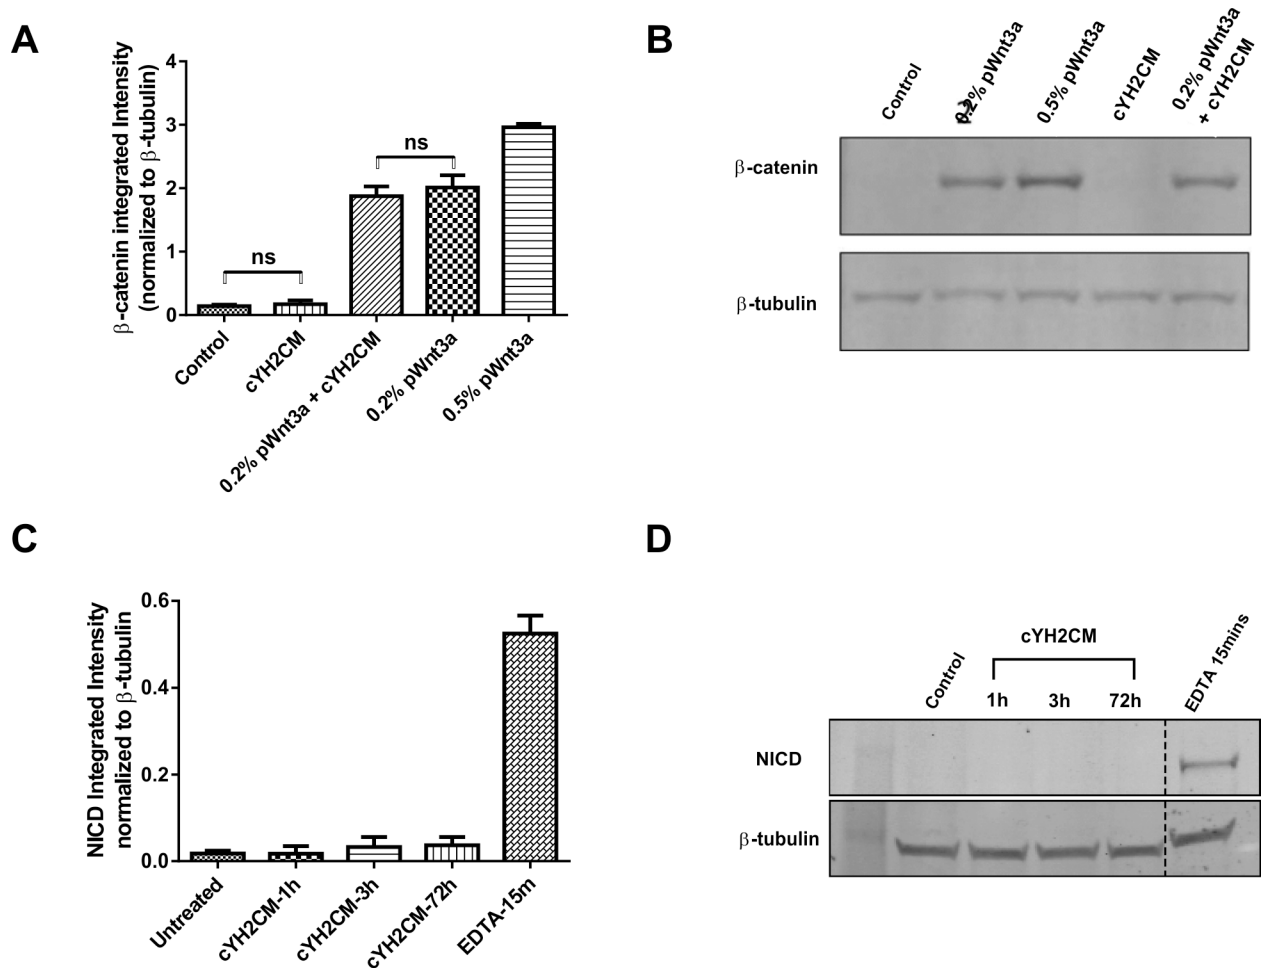 A
β-catenin integrated Intensity
(normalized to β-tubulin)
4
3
2
1
0
ns
ns
Control
cYH2CM
0.2% pWnt3a + cYH2CM
0.2% pWnt3a
0.5% pWnt3a
B
Control
0.2% pWnt3a
0.5% pWnt3a
cYH2CM
0.2% pWnt3a
+ cYH2CM
β-catenin
β-tubulin
C
NICD Integrated Intensity
normalized to β-tubulin
0.6
0.4
0.2
0.0
Untreated
cYH2CM-1h
cYH2CM-3h
cYH2CM-72h
EDTA-15m
D
cYH2CM
Control
1h
3h
72h
EDTA 15mins
NICD
β-tubulin